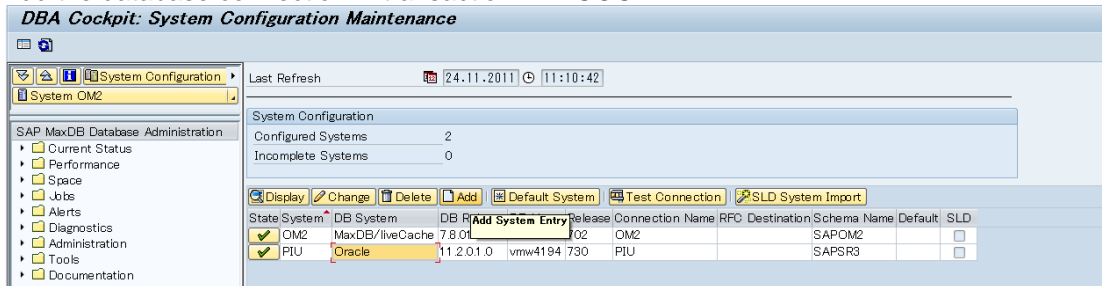 DBA Cockpit: System Configuration Maintenance
System Configuration
System OM2
SAP MaxDB Database Administration
Current Status
Performance
Space
Jobs
Alerts
Diagnostics
Administration
Tools
Documentation
Last Refresh 24.11.2011 11:10:42
System Configuration
Configured Systems 2
Incomplete Systems 0
Display Change Delete Add Default System Test Connection SLD System Import
State System DB System DB R Release Connection Name RFC Destination Schema Name Default SLD
Add System Entry
OM2 MaxDB/liveCache 7.8.01 702 OM2 SAPOM2
PIU Oracle 11.2.0.1.0 vmw4194 730 PIU SAPSR3